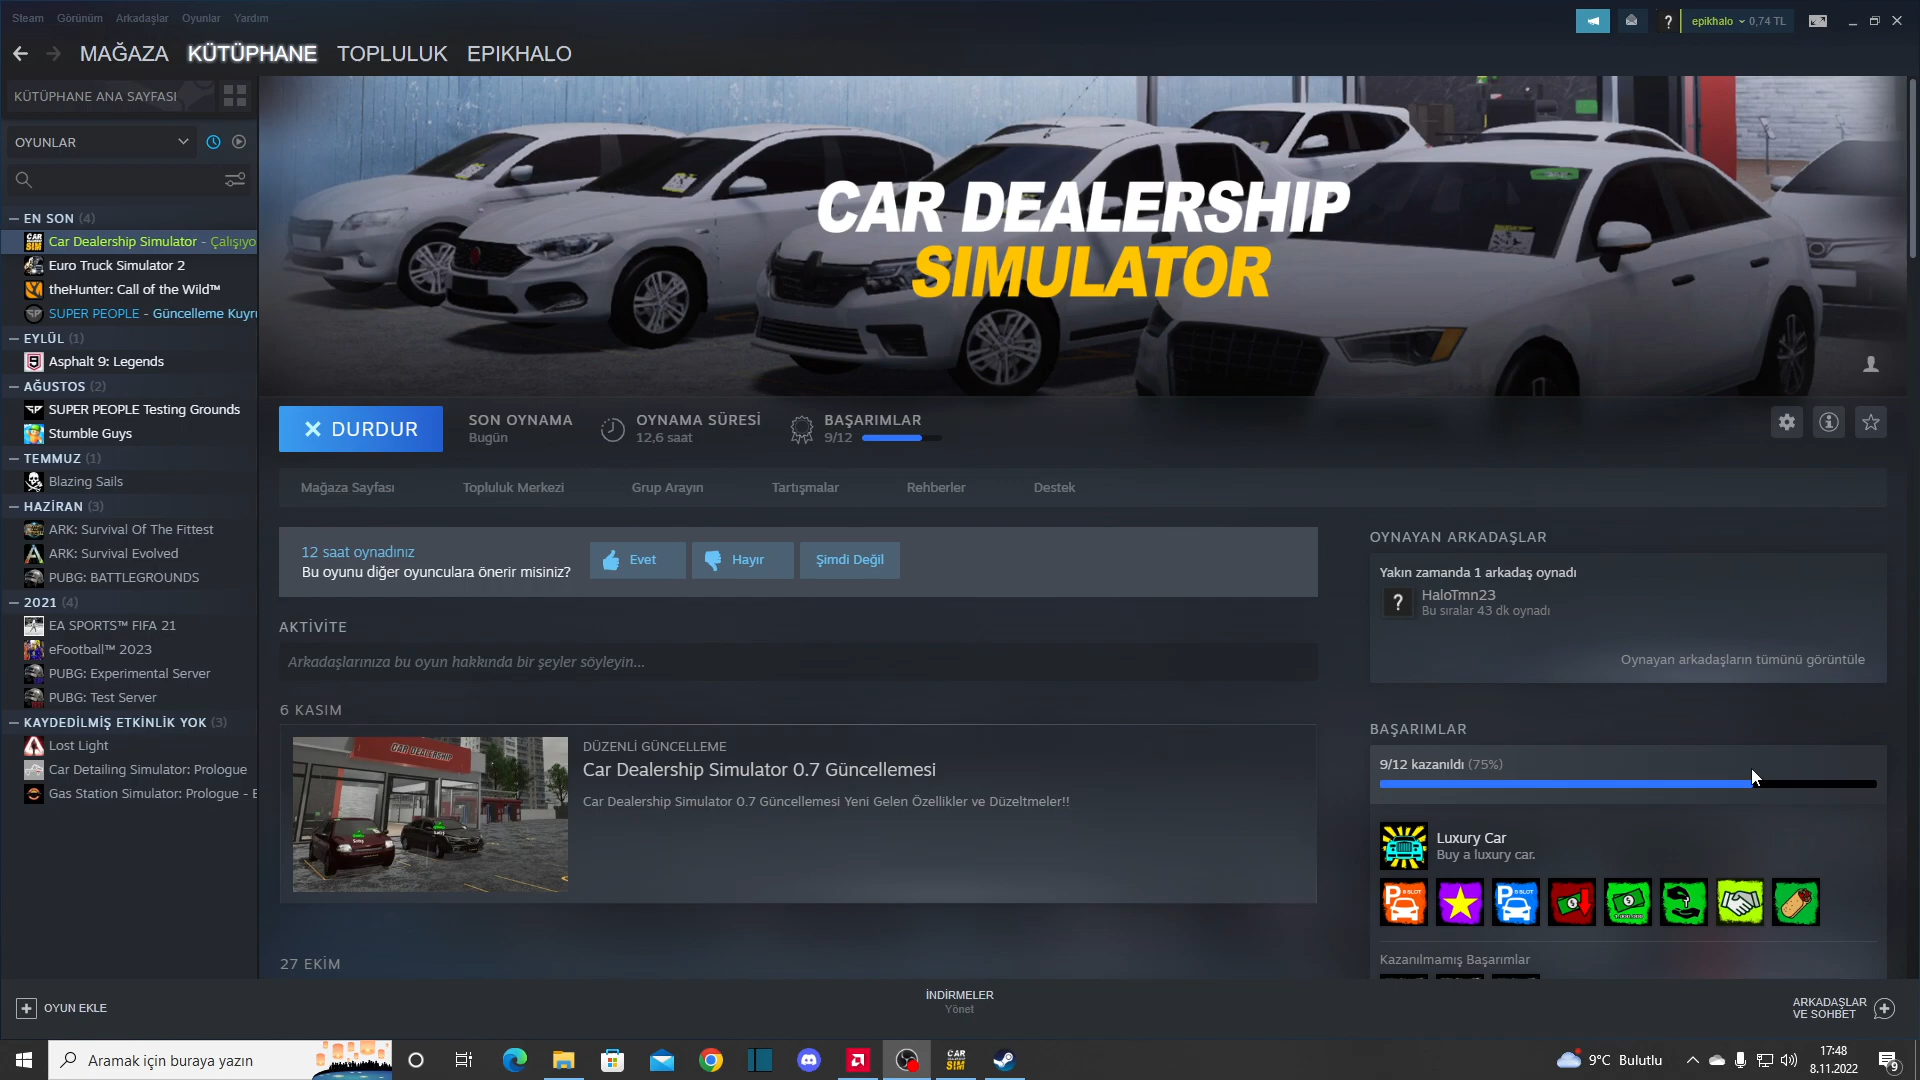 Steam Görünüm Arkadaşlar Oyunlar Yardım
? epikhalo 0,74 TL
MAĞAZA KÜTÜPHANE TOPLULUK EPIKHALO
KÜTÜPHANE ANA SAYFASI
OYUNLAR
EN SON (4)
Car Dealership Simulator - Çalışıyo
Euro Truck Simulator 2
theHunter: Call of the Wild™
SUPER PEOPLE - Güncelleme Kuyr
EYLÜL (1)
Asphalt 9: Legends
AĞUSTOS (2)
SUPER PEOPLE Testing Grounds
Stumble Guys
TEMMUZ (1)
Blazing Sails
HAZİRAN (3)
ARK: Survival Of The Fittest
ARK: Survival Evolved
PUBG: BATTLEGROUNDS
2021 (4)
EA SPORTS™ FIFA 21
eFootball™ 2023
PUBG: Experimental Server
PUBG: Test Server
KAYDEDİLMİŞ ETKİNLİK YOK (3)
Lost Light
Car Detailing Simulator: Prologue
Gas Station Simulator: Prologue - E
OYUN EKLE
CAR DEALERSHIP
SIMULATOR
DURDUR
SON OYNAMA
Bugün
OYNAMA SÜRESİ
12,6 saat
BAŞARIMLAR
9/12
Mağaza Sayfası Topluluk Merkezi Grup Arayın Tartışmalar Rehberler Destek
12 saat oynadınız
Bu oyunu diğer oyunculara önerir misiniz?
Evet Hayır Şimdi Değil
AKTİVİTE
Arkadaşlarınıza bu oyun hakkında bir şeyler söyleyin...
6 KASIM
CAR DEALERSHIP
DÜZENLİ GÜNCELLEME
Car Dealership Simulator 0.7 Güncellemesi
Car Dealership Simulator 0.7 Güncellemesi Yeni Gelen Özellikler ve Düzeltmeler!!
27 EKİM
OYNAYAN ARKADAŞLAR
Yakın zamanda 1 arkadaş oynadı
? HaloTmn23
Bu sıralar 43 dk oynadı
Oynayan arkadaşların tümünü görüntüle
BAŞARIMLAR
9/12 kazanıldı (75%)
Luxury Car
Buy a luxury car.
Kazanılmamış Başarımlar
İNDİRMELER
Yönet
ARKADAŞLAR
VE SOHBET
Aramak için buraya yazın
CAR
SIM
9°C Bulutlu
17:48
8.11.2022
9